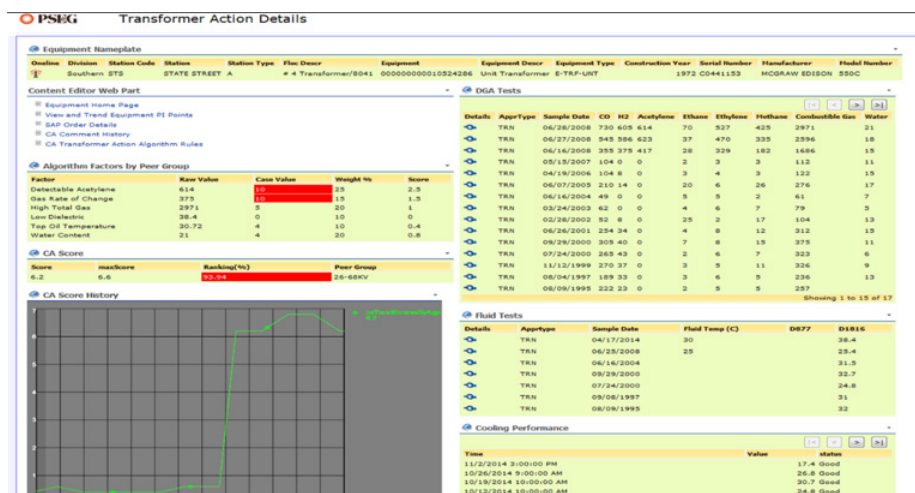 PSEG Transformer Action Details
Equipment Nameplate
Oneline Division Station Code Station Station Type Floc Descr Equipment Equipment Descr Equipment Type Construction Year Serial Number Manufacturer Model Number
Southern STS STATE STREET A # 4 Transformer/8041 000000000010524286 Unit Transformer E-TRF-UNT 1972 C0441153 MCGRAW EDISON 550C
Content Editor Web Part
Equipment Home Page
View and Trend Equipment PI Points
SAP Order Details
CA Comment History
CA Transformer Action Algorithm Rules
Algorithm Factors by Peer Group
Factor Raw Value Case Value Weight % Score
Detectable Acetylene 614 10 25 2.5
Gas Rate of Change 375 10 15 1.5
High Total Gas 2971 5 20 1
Low Dielectric 38.4 0 10 0
Top Oil Temperature 30.72 4 10 0.4
Water Content 21 4 20 0.8
CA Score
Score maxScore Ranking(%) Peer Group
6.2 6.6 93.94 26-68KV
CA Score History
7
6
5
4
3
2
DGA Tests
Details ApprType Sample Date CO H2 Acetylene Ethane Ethylene Methane Combustible Gas Water
TRN 06/28/2008 730 605 614 70 527 425 2971 21
TRN 06/27/2008 545 586 623 37 470 335 2596 18
TRN 06/16/2008 355 375 417 28 329 182 1686 15
TRN 05/15/2007 104 0 0 2 3 3 112 11
TRN 04/19/2006 104 8 0 3 4 3 122 15
TRN 06/07/2005 210 14 0 20 6 26 276 17
TRN 06/16/2004 49 0 0 5 5 2 61 7
TRN 03/24/2003 62 0 0 4 6 7 79 5
TRN 02/28/2002 52 8 0 25 2 17 104 13
TRN 06/26/2001 254 34 0 4 8 12 312 15
TRN 09/29/2000 305 40 0 7 8 15 375 11
TRN 07/24/2000 265 43 0 2 6 7 323 6
TRN 11/12/1999 270 37 0 3 5 11 326 9
TRN 08/04/1997 189 33 0 3 6 5 236 13
TRN 08/09/1995 222 23 0 2 5 5 257
Showing 1 to 15 of 17
Fluid Tests
Details Apprtype Sample Date Fluid Temp (C) D877 D1816
TRN 04/17/2014 30 38.4
TRN 06/25/2008 25 25.4
TRN 06/16/2004 31.5
TRN 09/29/2000 32.7
TRN 07/24/2000 24.8
TRN 09/08/1997 31
TRN 08/09/1995 32
Cooling Performance
Time Value status
11/2/2014 3:00:00 PM 17.4 Good
10/26/2014 9:00:00 AM 26.8 Good
10/19/2014 10:00:00 AM 30.7 Good
10/12/2014 10:00:00 AM 24.8 Good